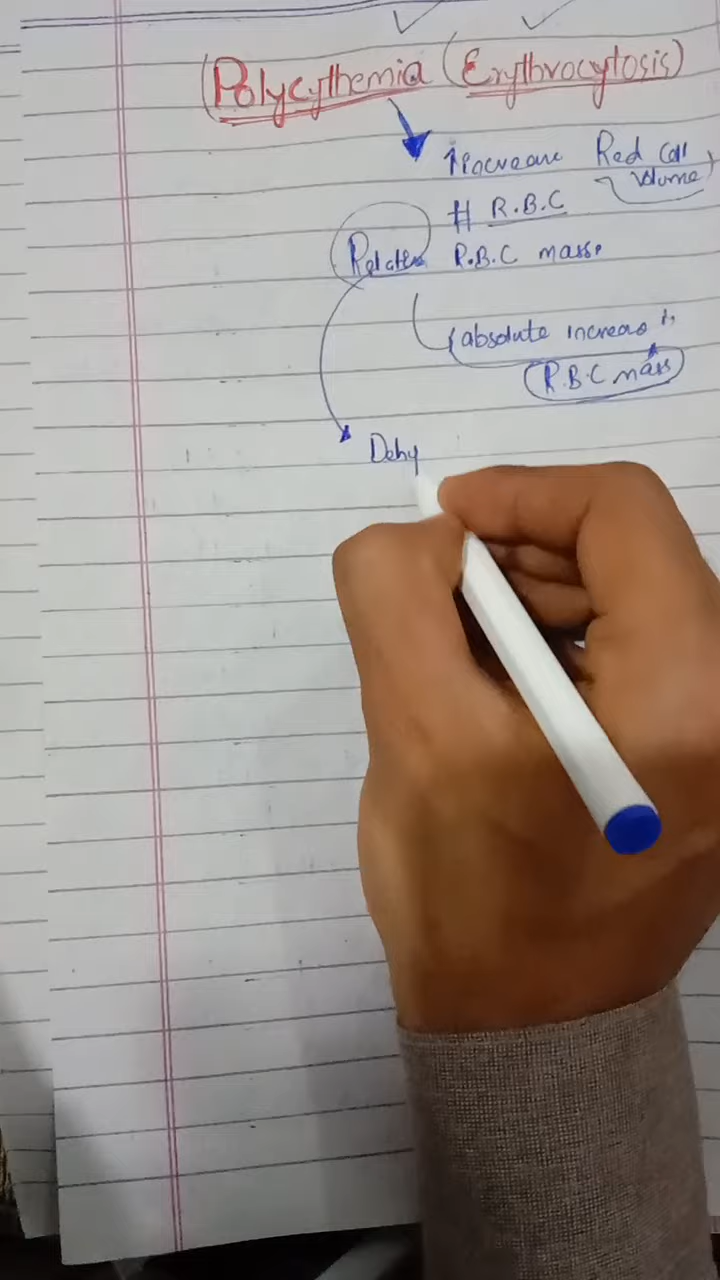 (Polycythemia (Erythrocytosis)
↑Increase Red Cell
Volume)
# R.B.C
Relative R.B.C mass
(absolute increase in
R.B.C mass
Dehy